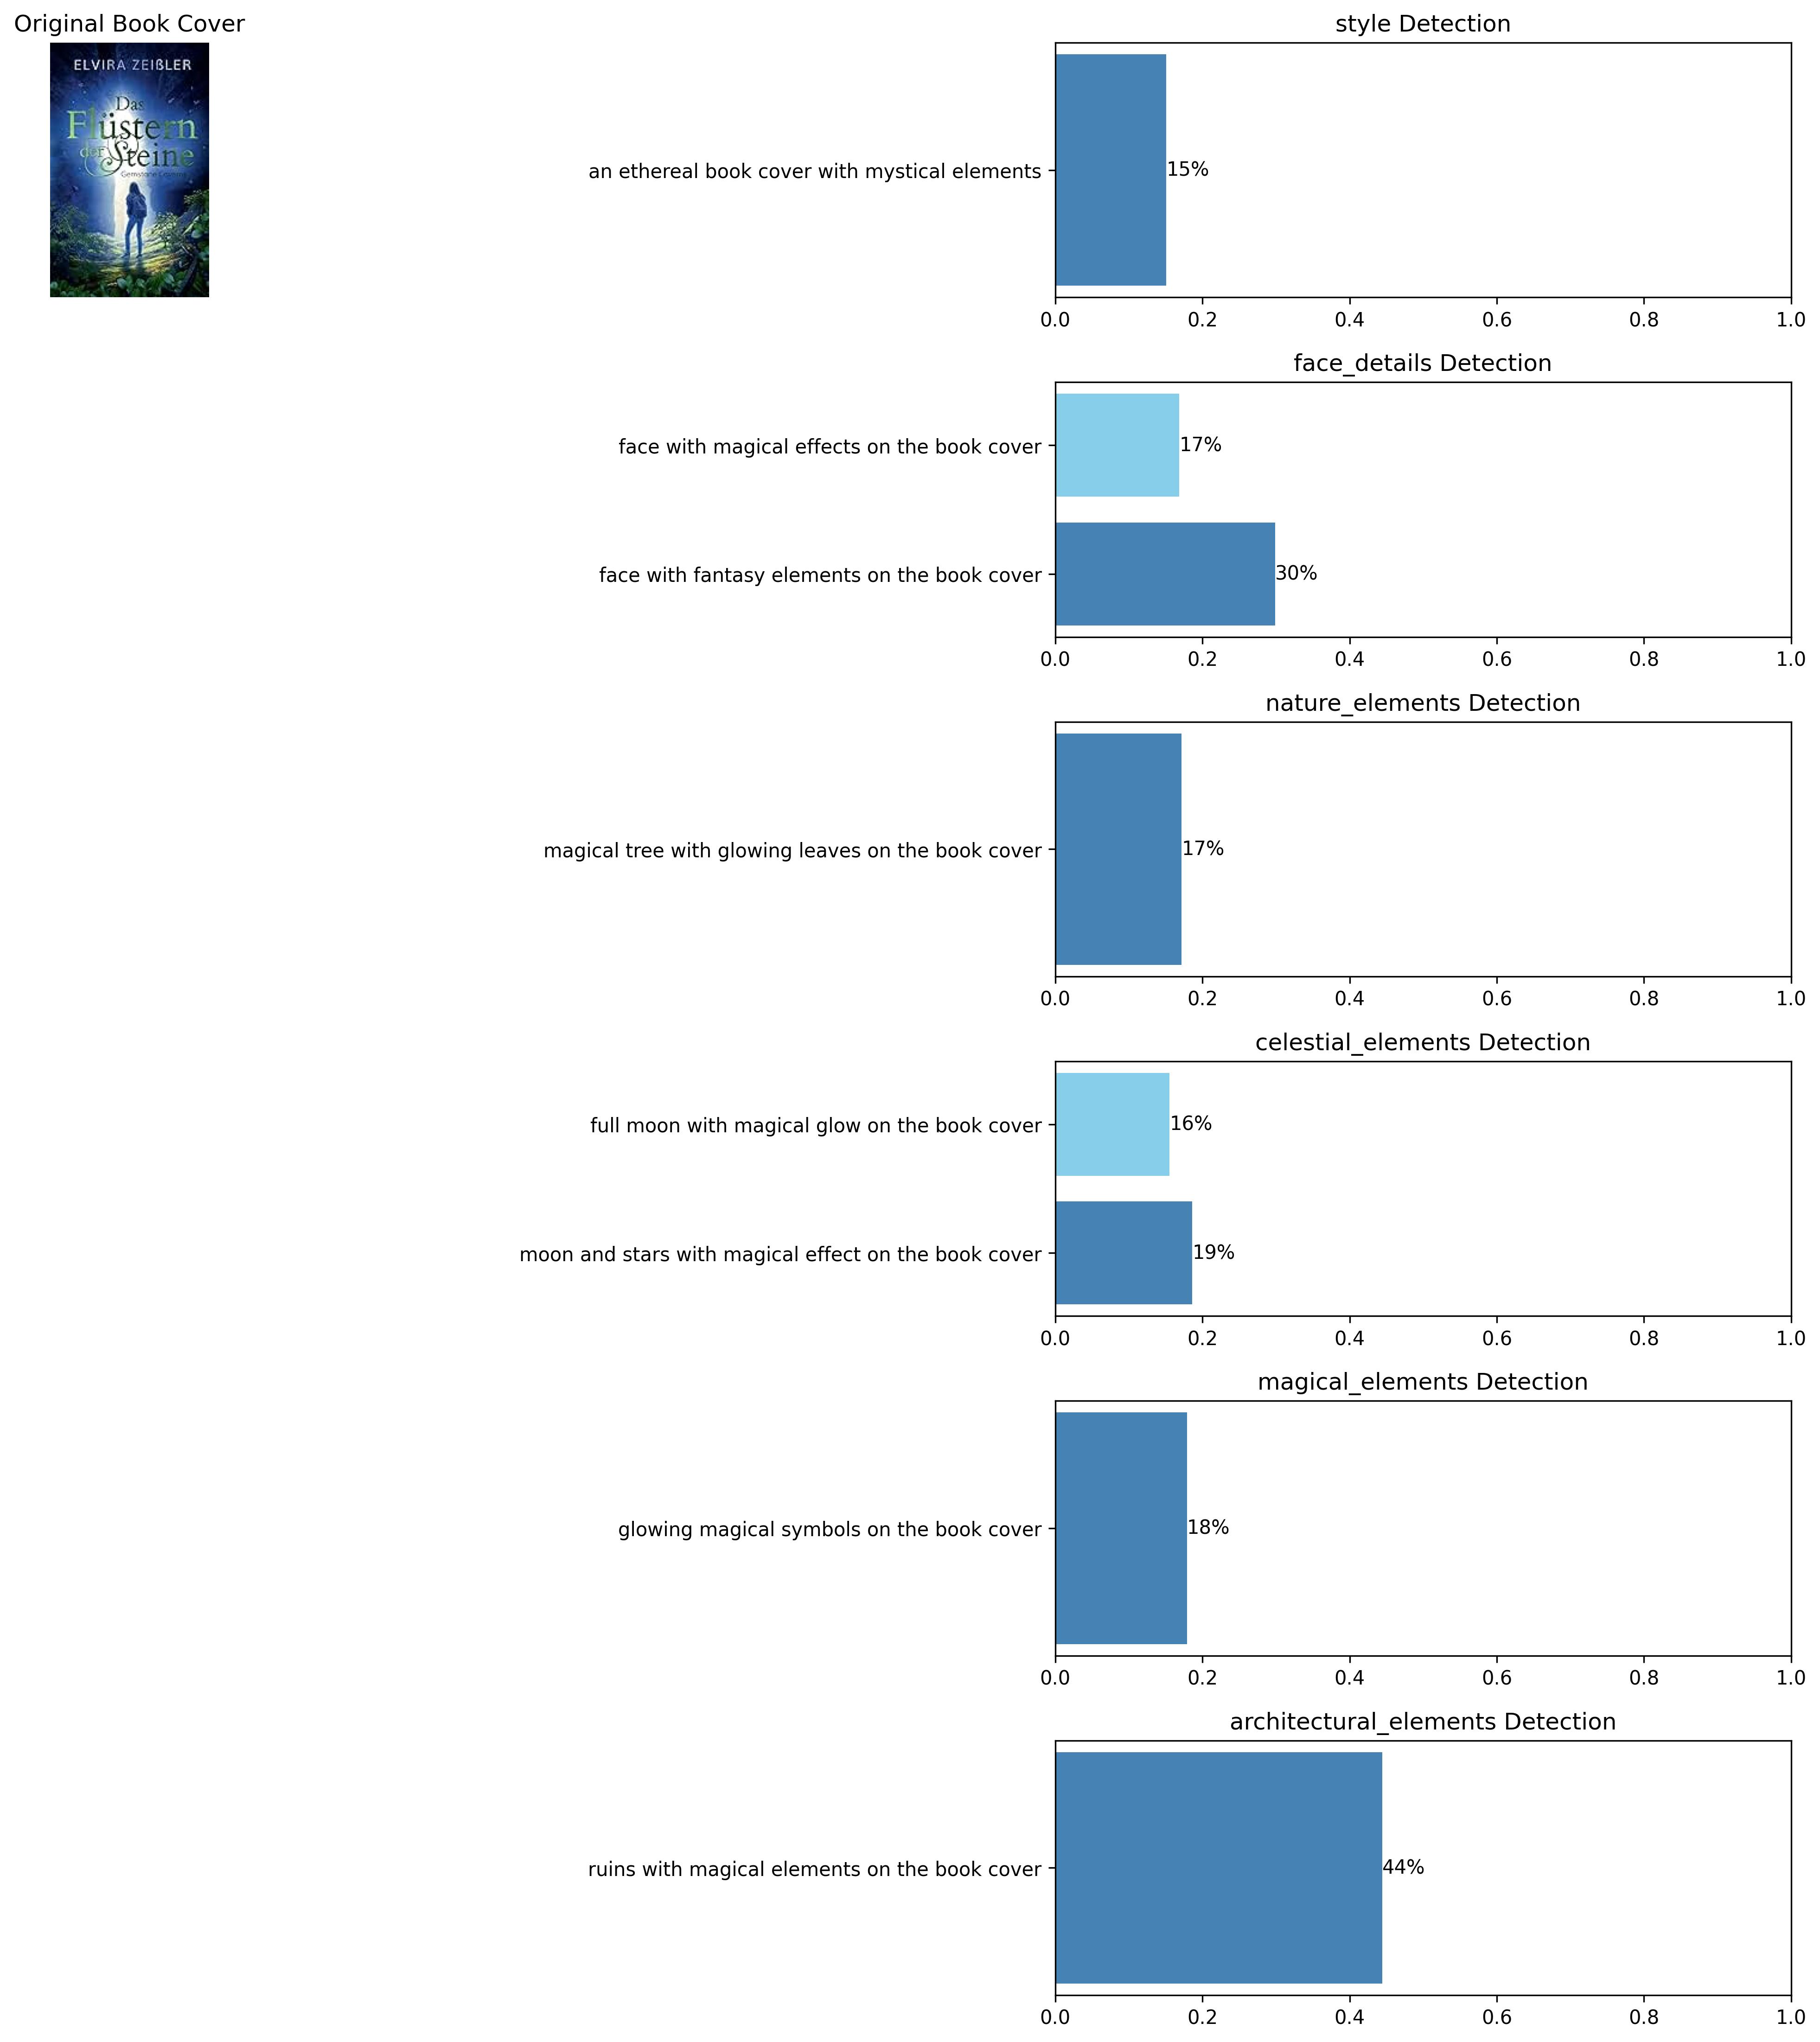 Original Book Cover
ELVIRA ZEIßLER
Das
Flüstern
der Steine
style Detection
an ethereal book cover with mystical elements
15%
0.0 0.2 0.4 0.6 0.8 1.0
face_details Detection
face with magical effects on the book cover
17%
face with fantasy elements on the book cover
30%
0.0 0.2 0.4 0.6 0.8 1.0
nature_elements Detection
magical tree with glowing leaves on the book cover
17%
0.0 0.2 0.4 0.6 0.8 1.0
celestial_elements Detection
full moon with magical glow on the book cover
16%
moon and stars with magical effect on the book cover
19%
0.0 0.2 0.4 0.6 0.8 1.0
magical_elements Detection
glowing magical symbols on the book cover
18%
0.0 0.2 0.4 0.6 0.8 1.0
architectural_elements Detection
ruins with magical elements on the book cover
44%
0.0 0.2 0.4 0.6 0.8 1.0